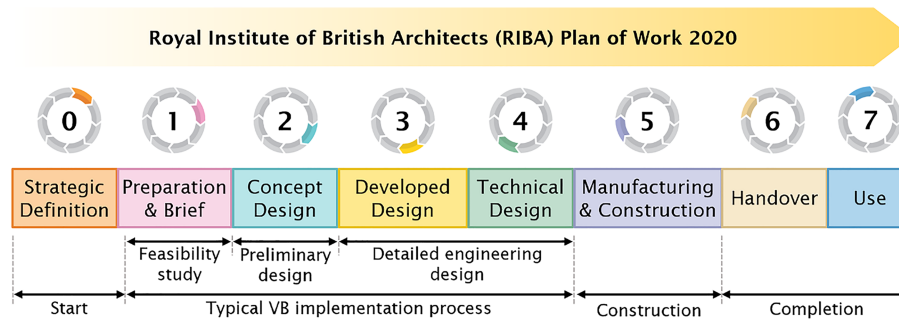 Royal Institute of British Architects (RIBA) Plan of Work 2020
0 1 2 3 4 5 6 7
Strategic Definition
Preparation & Brief
Concept Design
Developed Design
Technical Design
Manufacturing & Construction
Handover
Use
Feasibility study
Preliminary design
Detailed engineering design
Start
Typical VB implementation process
Construction
Completion